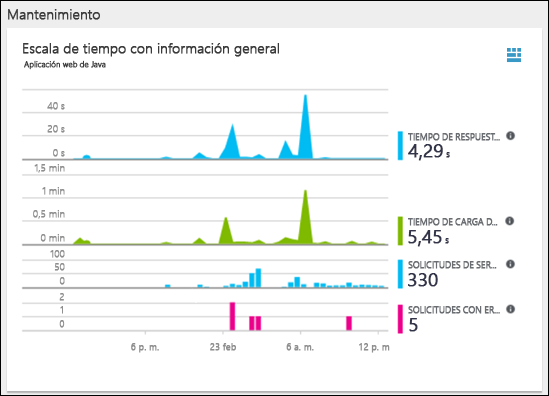 Mantenimiento
Escala de tiempo con información general
Aplicación web de Java
40 s
20 s
0 s
TIEMPO DE RESPUEST...
4,29 s
1,5 min
1 min
0,5 min
0 min
TIEMPO DE CARGA D...
5,45 s
100
50
0
SOLICITUDES DE SER...
330
2
1
0
SOLICITUDES CON ER...
5
6 p. m.
23 feb
6 a. m.
12 p. m